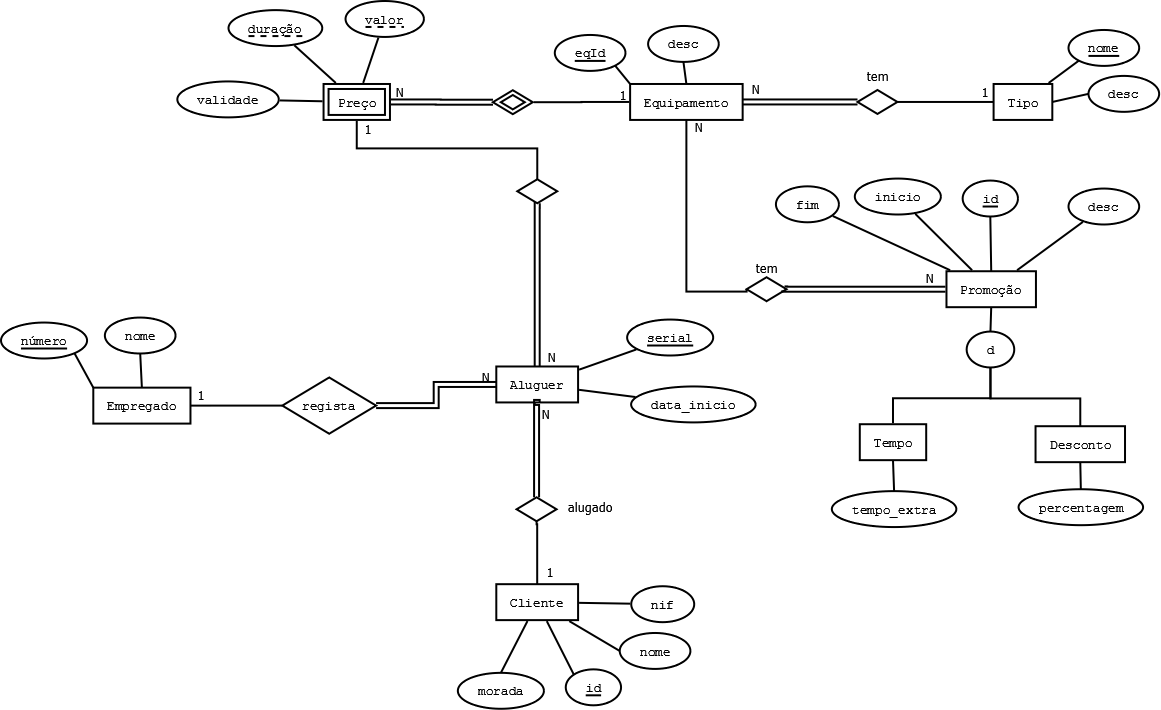 duração
valor
validade
Preço
N
1
1
Equipamento
eqId
desc
N
N
tem
1
Tipo
nome
desc
fim
inicio
id
desc
tem
N
Promoção
d
Tempo
Desconto
tempo_extra
percentagem
número
nome
Empregado
1
regista
N
N
Aluguer
serial
data_inicio
N
alugado
1
Cliente
nif
nome
id
morada